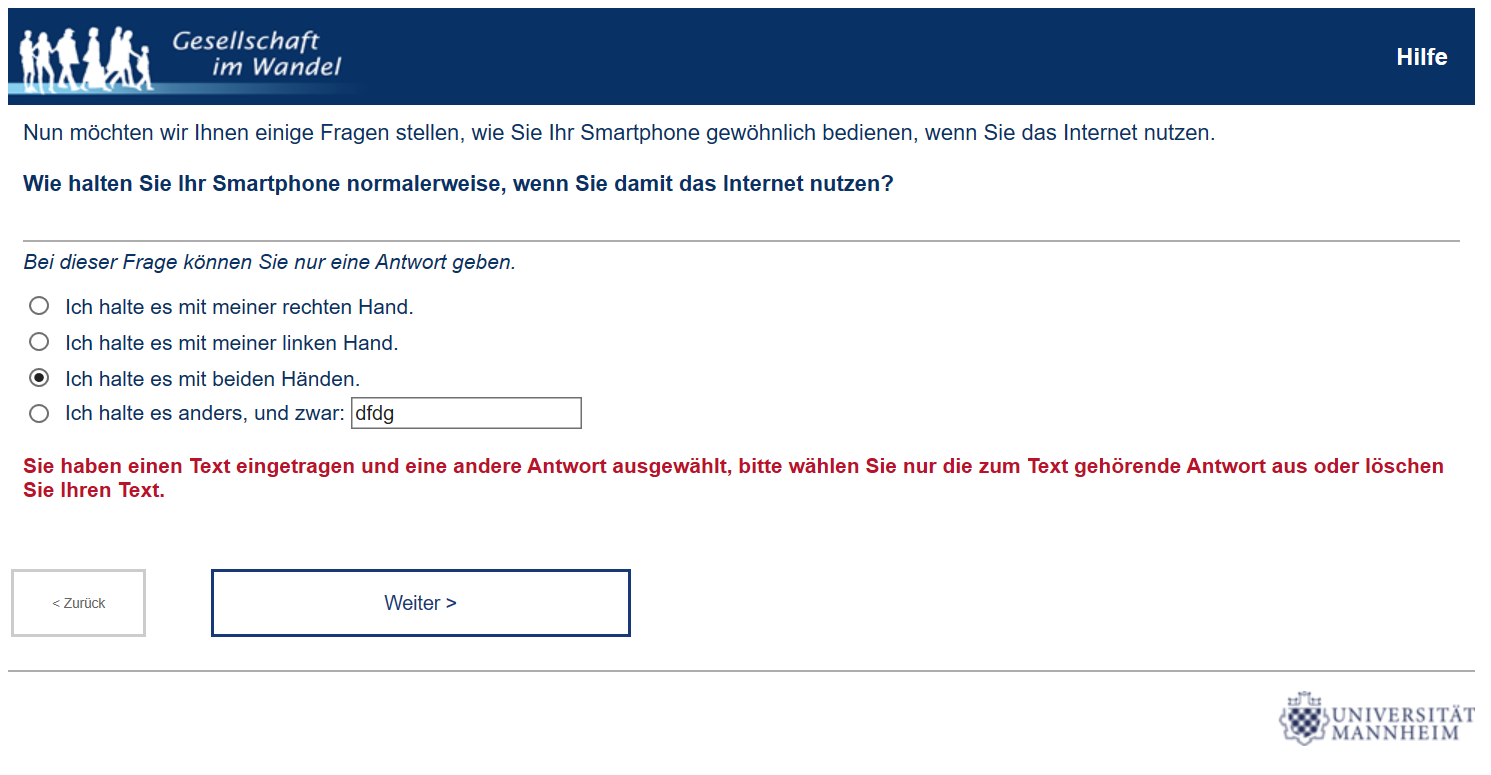 Gesellschaft
im Wandel
Hilfe
Nun möchten wir Ihnen einige Fragen stellen, wie Sie Ihr Smartphone gewöhnlich bedienen, wenn Sie das Internet nutzen.
Wie halten Sie Ihr Smartphone normalerweise, wenn Sie damit das Internet nutzen?
Bei dieser Frage können Sie nur eine Antwort geben.
Ich halte es mit meiner rechten Hand.
Ich halte es mit meiner linken Hand.
Ich halte es mit beiden Händen.
Ich halte es anders, und zwar: dfdg
Sie haben einen Text eingetragen und eine andere Antwort ausgewählt, bitte wählen Sie nur die zum Text gehörende Antwort aus oder löschen
Sie Ihren Text.
< Zurück
Weiter >
UNIVERSITÄT
MANNHEIM